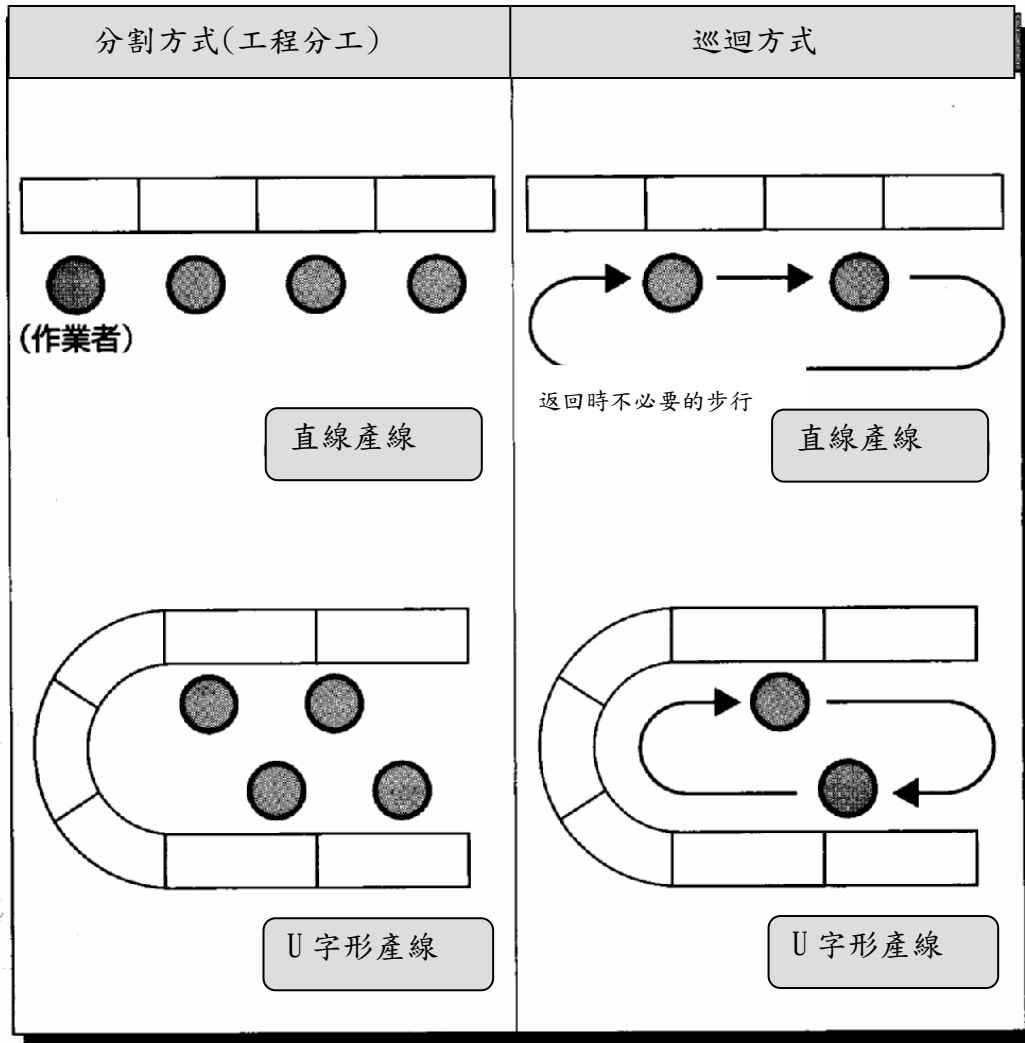 分割方式(工程分工)
巡迴方式
(作業者)
返回時不必要的步行
直線產線
直線產線
U字形產線
U字形產線